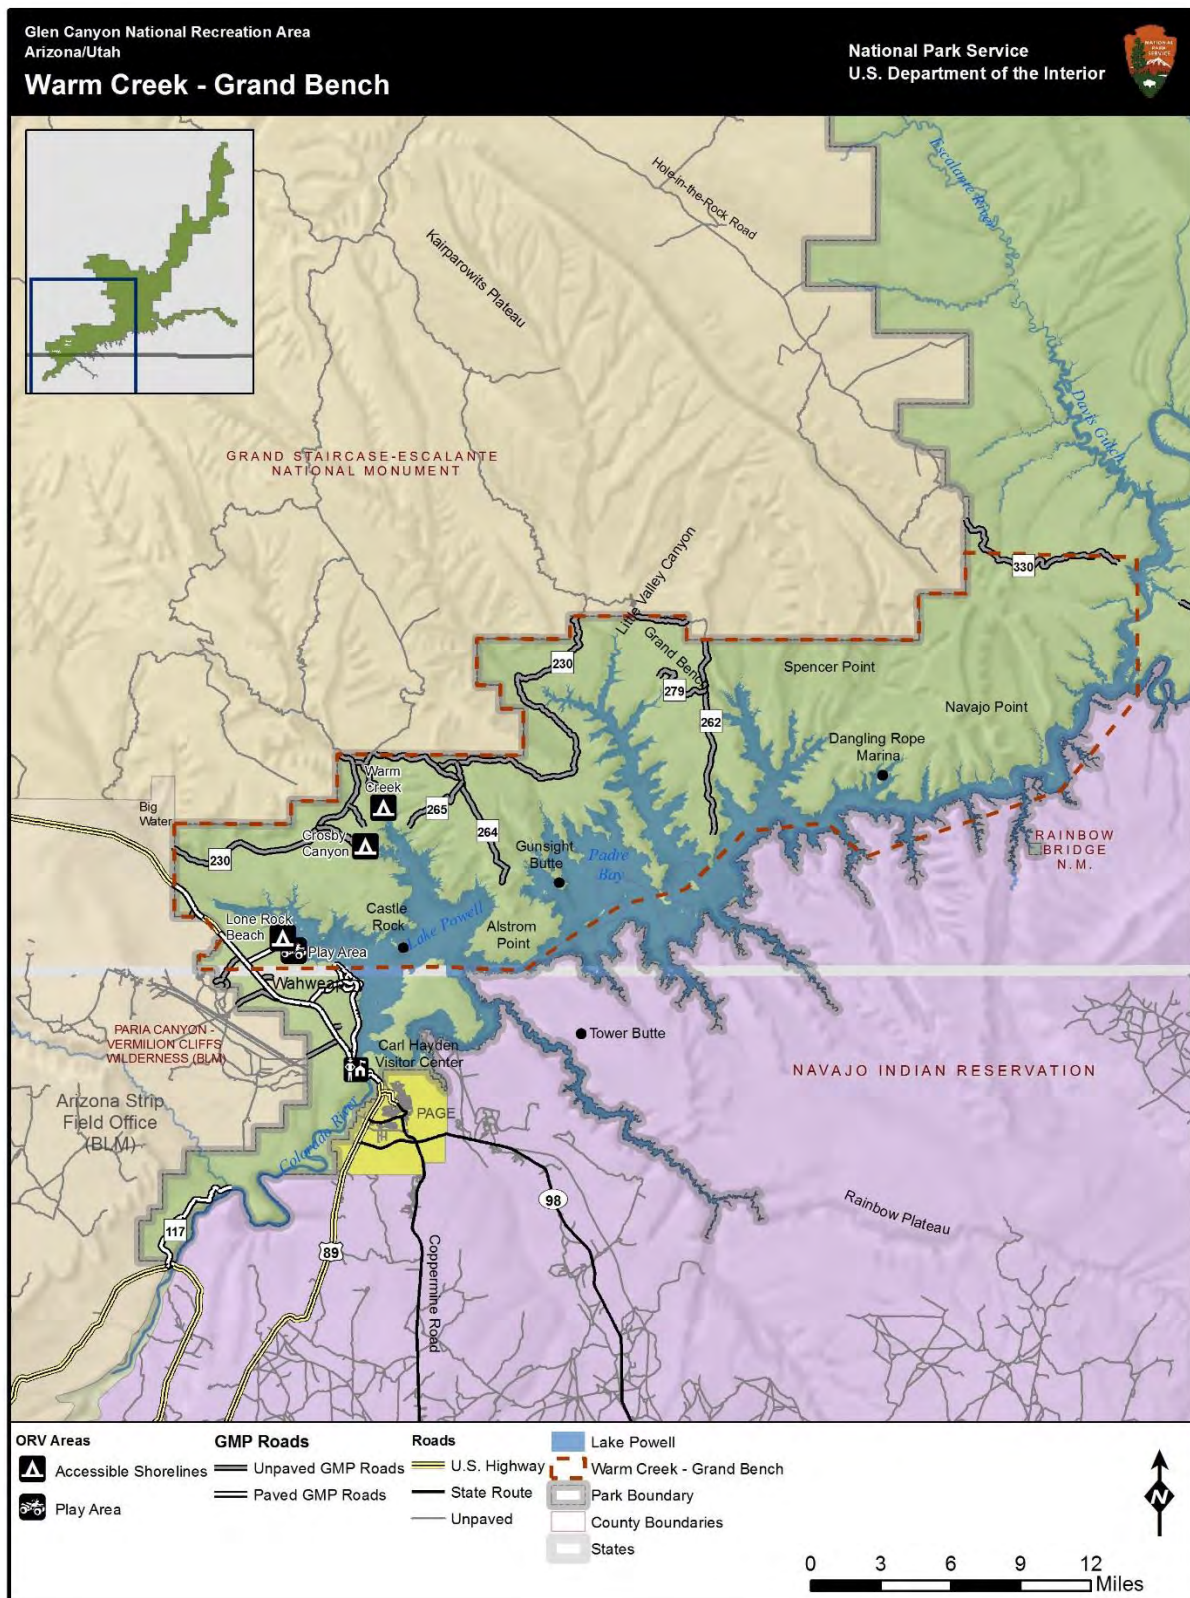 Glen Canyon National Recreation Area
Arizona/Utah
Warm Creek - Grand Bench
National Park Service
U.S. Department of the Interior
NATIONAL
PARK
SERVICE
Escalante River
Hole-in-the-Rock Road
Kairparowits Plateau
Davis Gulch
GRAND STAIRCASE-ESCALANTE
NATIONAL MONUMENT
Little Valley Canyon
330
Grand Bench
230
279
Spencer Point
262
Navajo Point
Dangling Rope
Marina
Warm
Creek
265
264
Big
Water
Crosby
Canyon
230
Gunsight
Butte
Padre
Bay
RAINBOW
BRIDGE
N.M.
Castle
Rock
Lake Powell
Alstrom
Point
Lone Rock
Beach
Play Area
Wahweap
PARIA CANYON -
VERMILION CLIFFS
WILDERNESS (BLM)
Tower Butte
Carl Hayden
Visitor Center
NAVAJO INDIAN RESERVATION
Arizona Strip
Field Office
(BLM)
PAGE
Colorado River
98
Rainbow Plateau
117
89
Coppermine Road
ORV Areas
Accessible Shorelines
Play Area
GMP Roads
Unpaved GMP Roads
Paved GMP Roads
Roads
U.S. Highway
State Route
Unpaved
Lake Powell
Warm Creek - Grand Bench
Park Boundary
County Boundaries
States
N
0 3 6 9 12
Miles